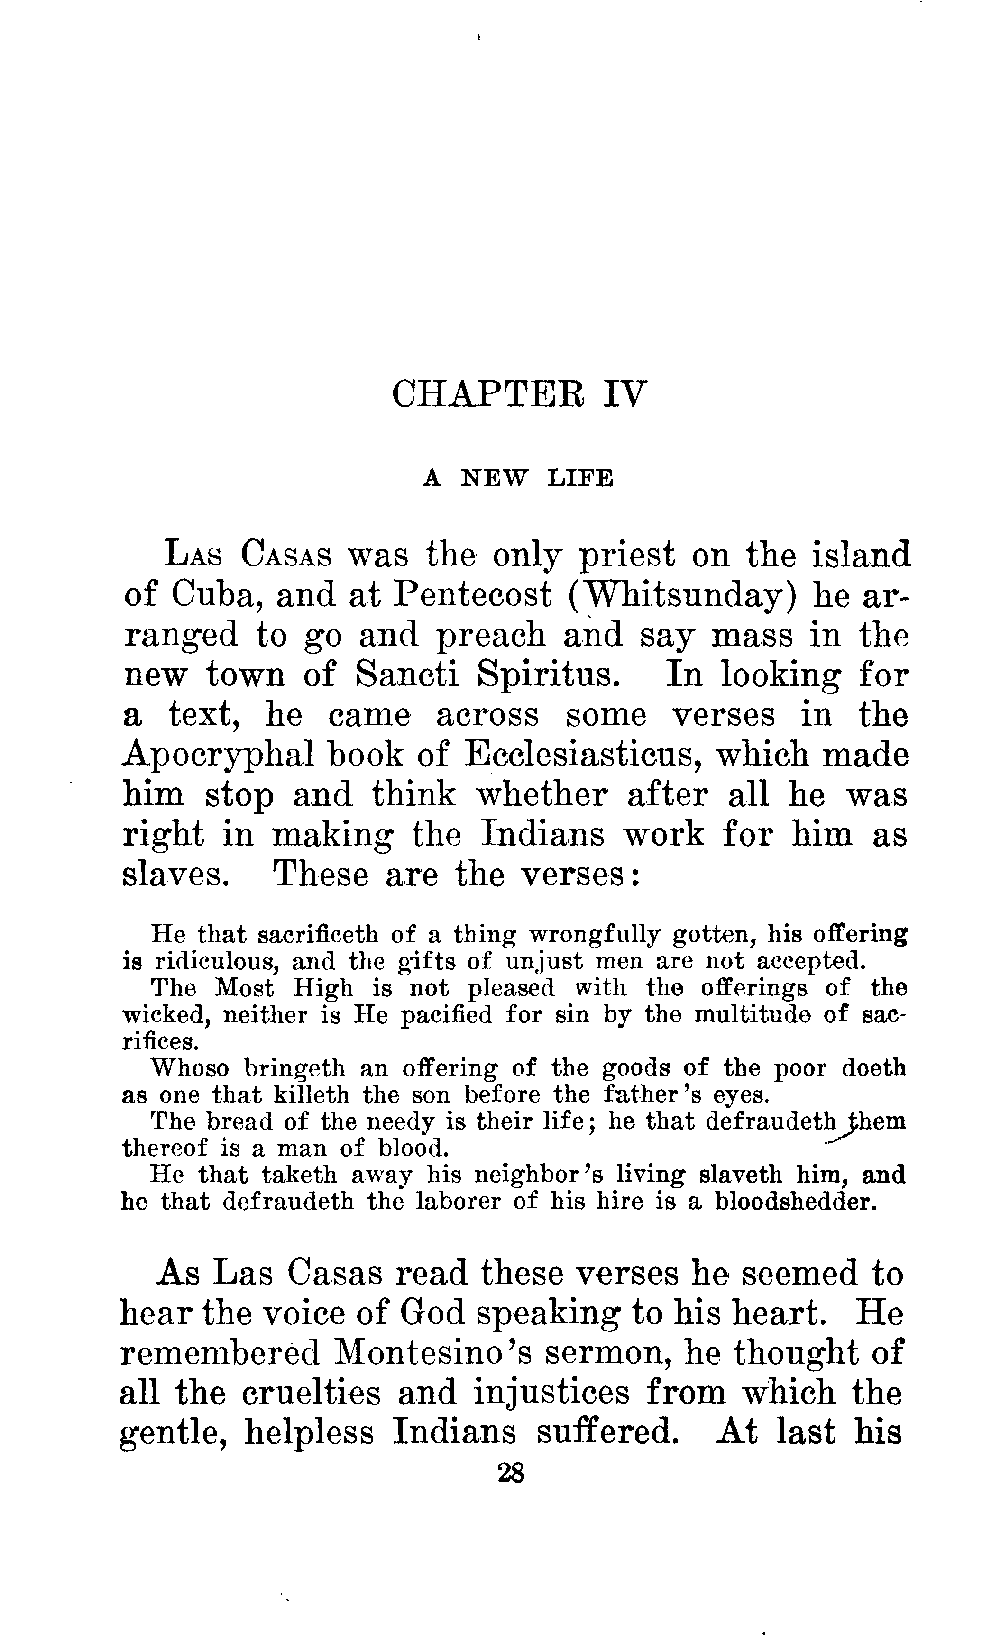 CHAPTER IV
A NEW LIFE
LAS CASAS was the only priest on the island
of Cuba, and at Pentecost (Whitsunday) he ar-
ranged to go and preach and say mass in the
new town of Sancti Spiritus. In looking for
a text, he came across some verses in the
Apocryphal book of Ecclesiasticus, which made
him stop and think whether after all he was
right in making the Indians work for him as
slaves. These are the verses:
He that sacrificeth of a thing wrongfully gotten, his offering
is ridiculous, and the gifts of unjust men are not accepted.
The Most High is not pleased with the offerings of the
wicked, neither is He pacified for sin by the multitude of sac-
rifices.
Whoso bringeth an offering of the goods of the poor doeth
as one that killeth the son before the father's eyes.
The bread of the needy is their life; he that defraudeth them
thereof is a man of blood.
He that taketh away his neighbor's living slaveth him, and
he that defraudeth the laborer of his hire is a bloodshedder.
As Las Casas read these verses he seemed to
hear the voice of God speaking to his heart. He
remembered Montesino's sermon, he thought of
all the cruelties and injustices from which the
gentle, helpless Indians suffered. At last his
28